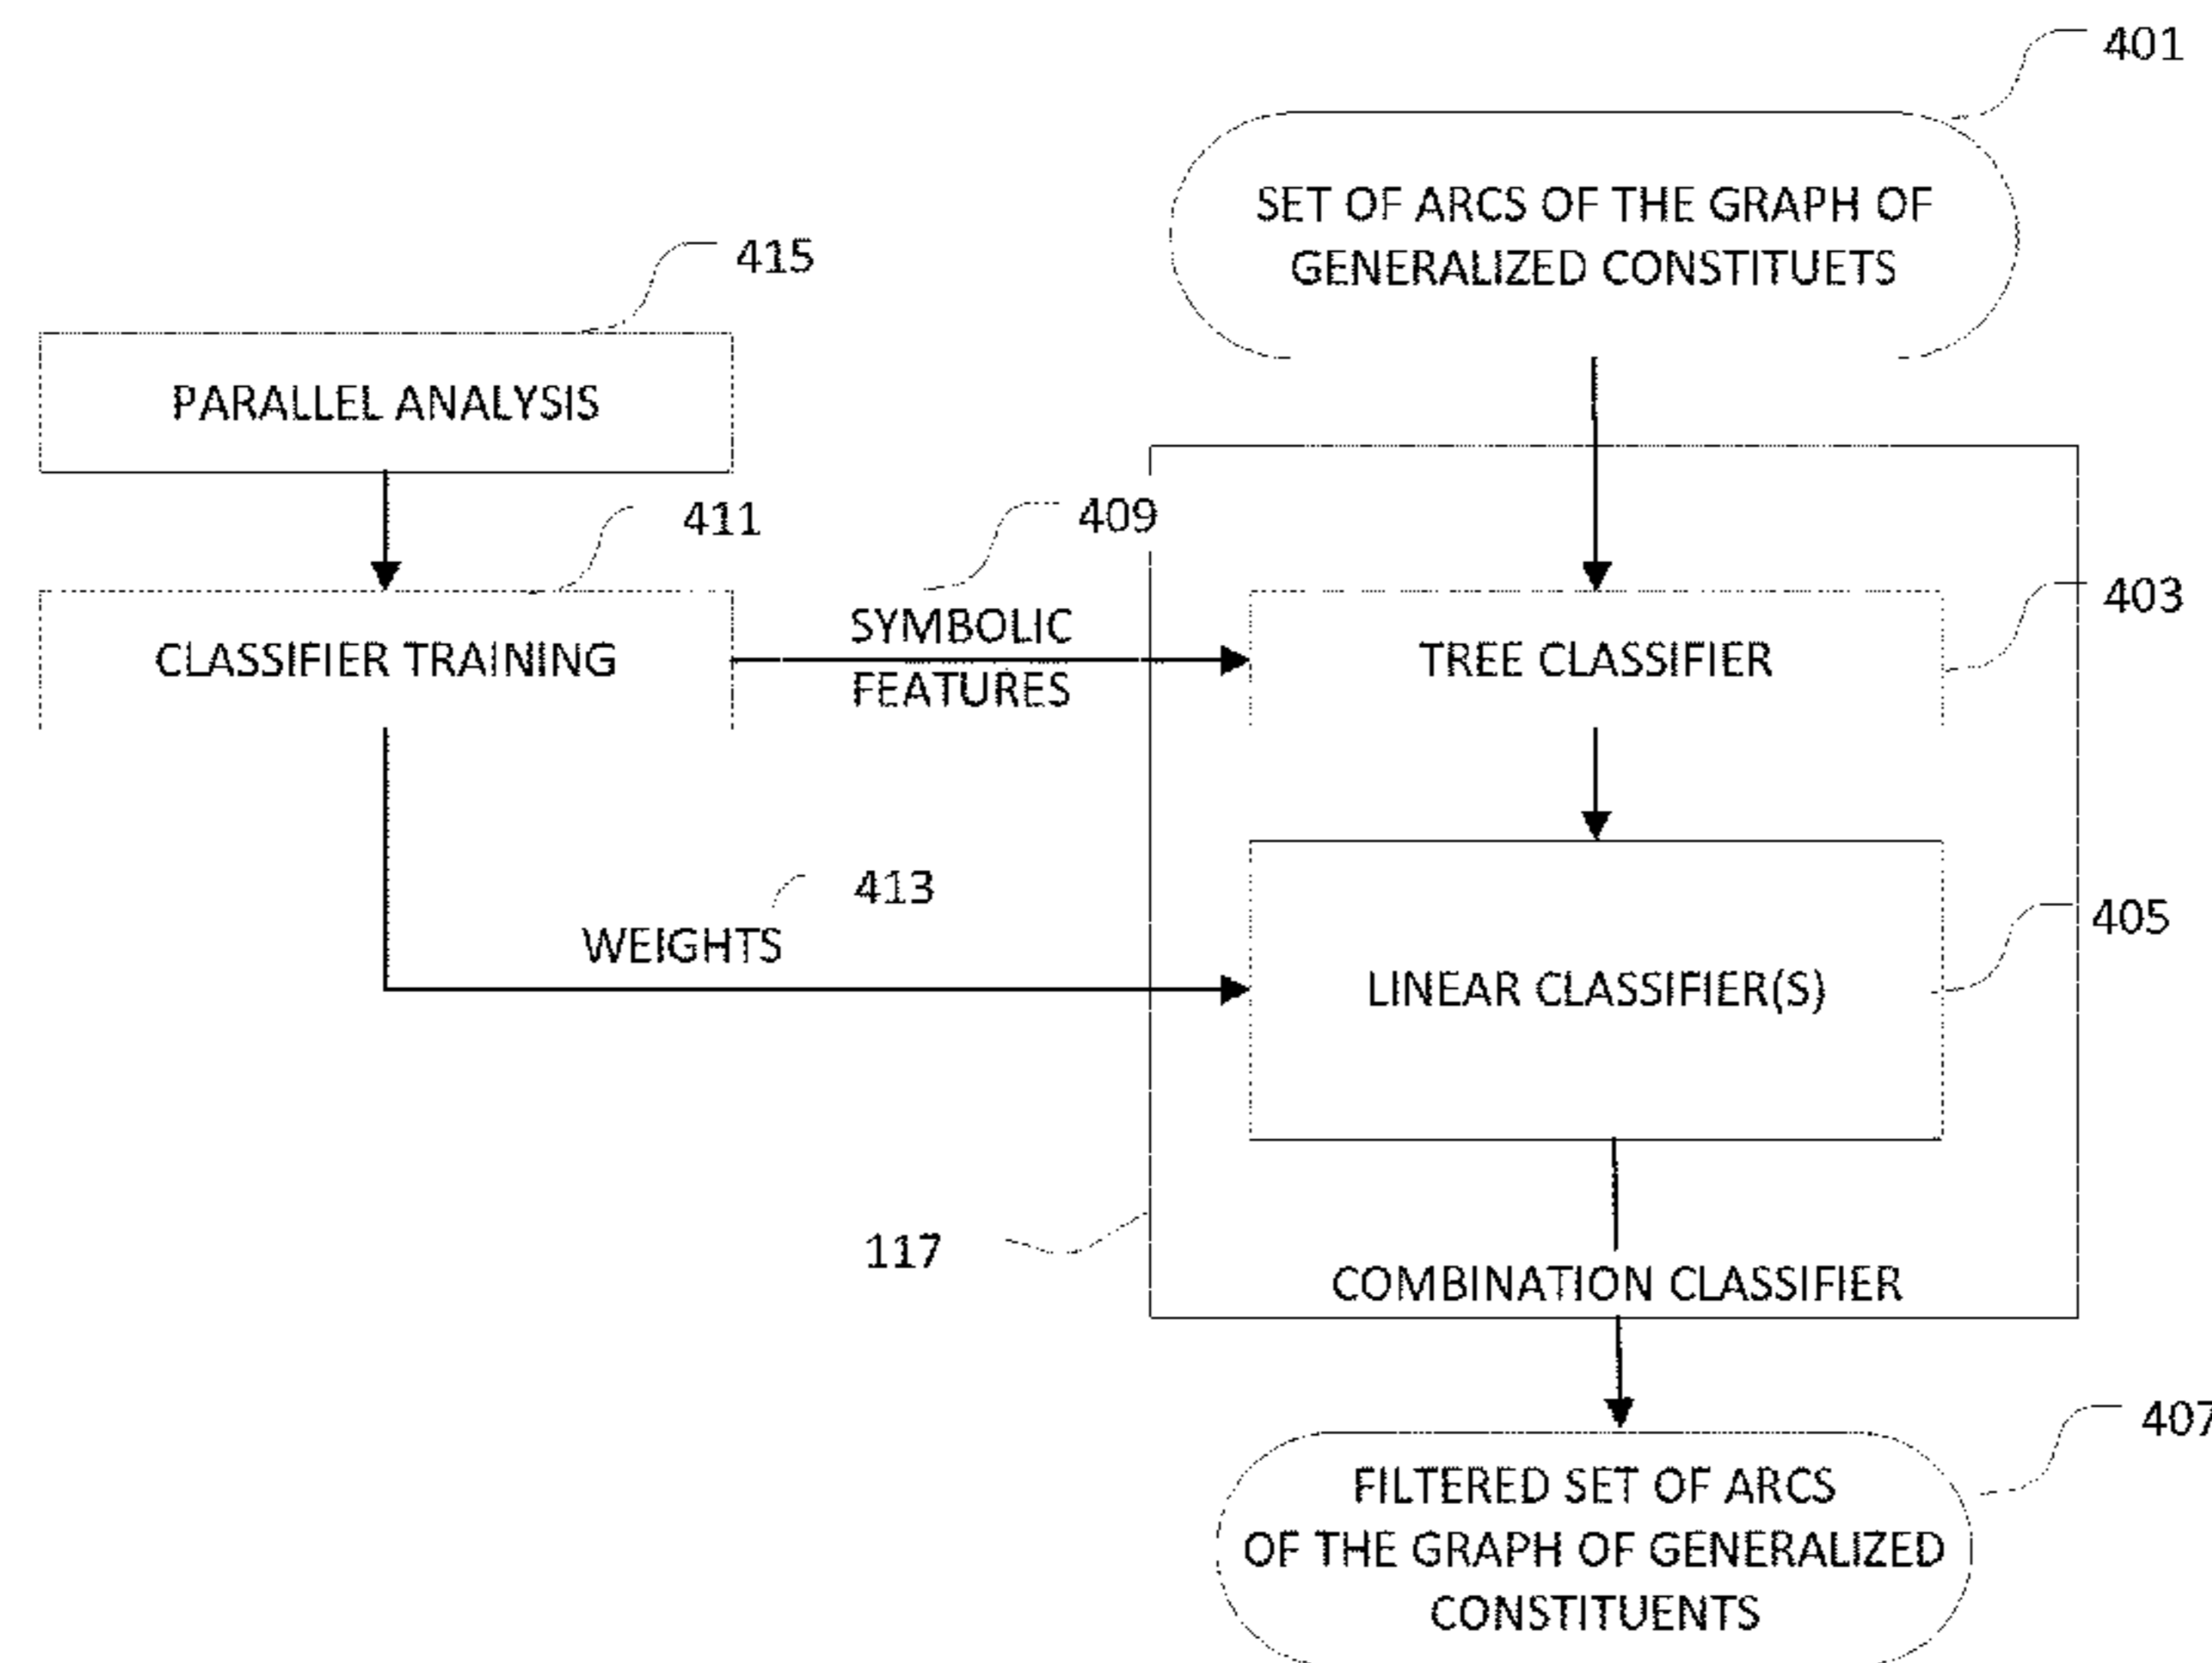 401
SET OF ARCS OF THE GRAPH OF
GENERALIZED CONSTITUETS
415
PARALLEL ANALYSIS
411
409
CLASSIFIER TRAINING
SYMBOLIC
FEATURES
TREE CLASSIFIER
403
413
WEIGHTS
405
LINEAR CLASSIFIER(S)
117
COMBINATION CLASSIFIER
407
FILTERED SET OF ARCS
OF THE GRAPH OF GENERALIZED
CONSTITUENTS